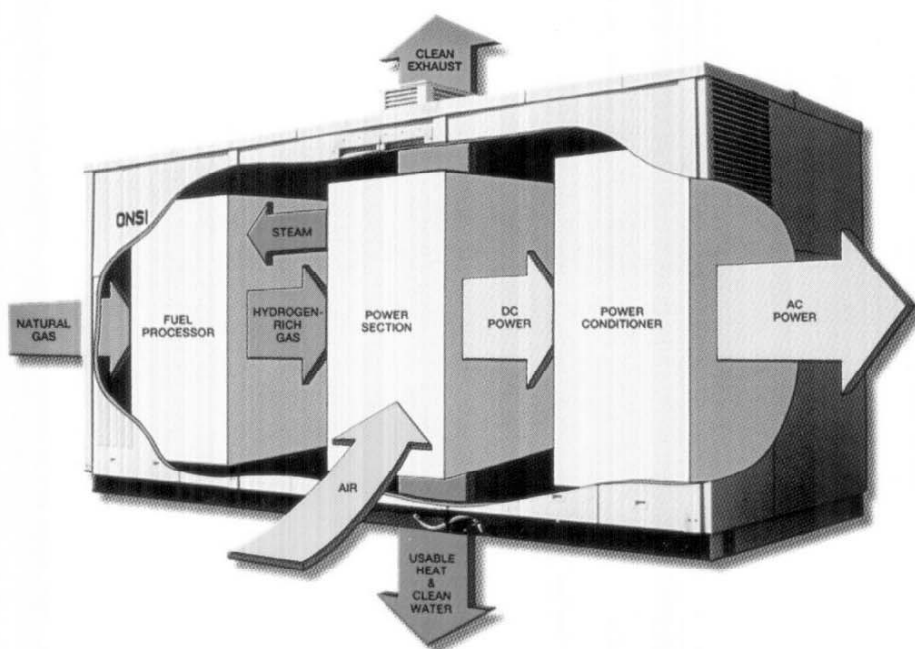 CLEAN
EXHAUST
ONSI
STEAM
NATURAL
GAS
FUEL
PROCESSOR
HYDROGEN-
RICH
GAS
POWER
SECTION
DC
POWER
POWER
CONDITIONER
AC
POWER
AIR
USABLE
HEAT
&
CLEAN
WATER